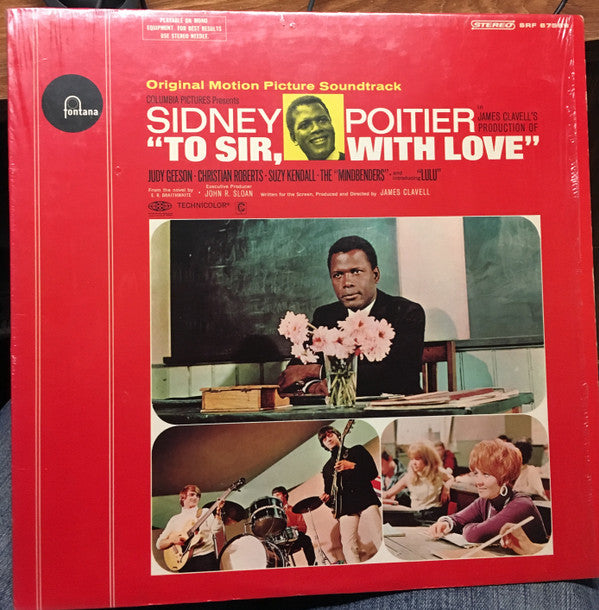 PLAYABLE ON MONO
EQUIPMENT. FOR BEST RESULTS
USE STEREO NEEDLE.
STEREO SRF 67569
fontana
Original Motion Picture Soundtrack
COLUMBIA PICTURES Presents
SIDNEY POITIER
in
JAMES CLAVELL'S
PRODUCTION OF
"TO SIR, WITH LOVE"
JUDY GEESON · CHRISTIAN ROBERTS · SUZY KENDALL · THE "MINDBENDERS" · and introducing "LULU"
From the novel by
E. R. BRAITHWAITE
Executive Producer
JOHN R. SLOAN
Written for the Screen, Produced and Directed by JAMES CLAVELL
TECHNICOLOR®